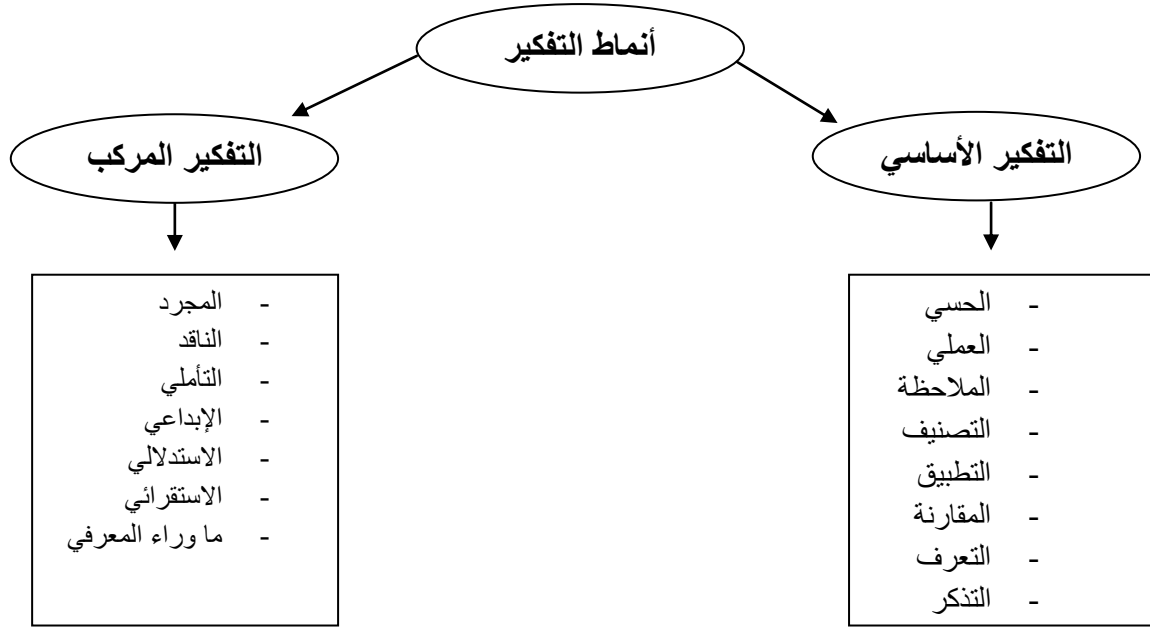 أنماط التفكير
التفكير الأساسي
- الحسي
- العملي
- الملاحظة
- التصنيف
- التطبيق
- المقارنة
- التعرف
- التذكر
التفكير المركب
- المجرد
- الناقد
- التأملي
- الإبداعي
- الاستدلالي
- الاستقرائي
- ما وراء المعرفي